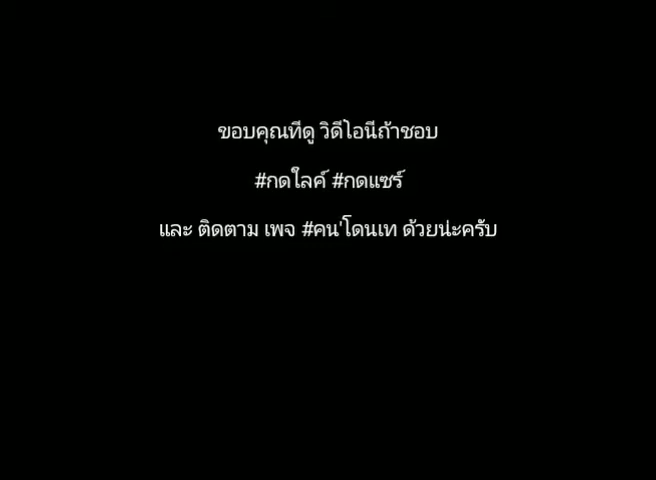 ขอบคุณทีดู วิดีโอนีถ้าชอบ
#กดใลค์ #กดแซร์
และ ติดตาม เพจ #คน'โดนเท ด้วยน่ะครับ